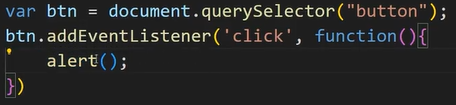 var btn = document.querySelector("button");
btn.addEventListener('click', function(){
    alert();
})